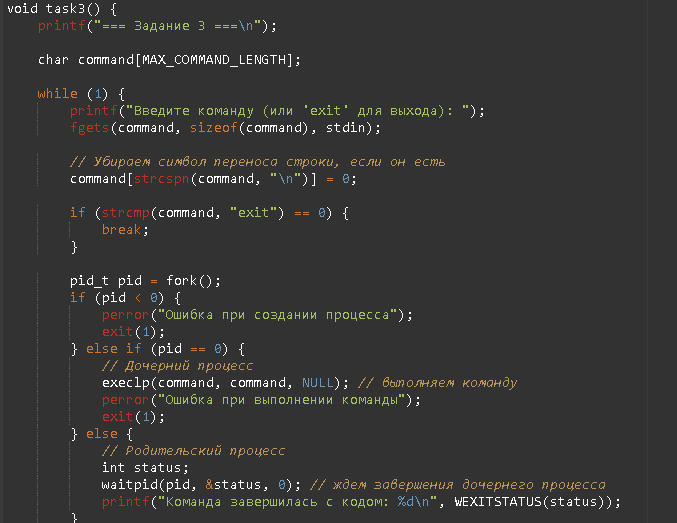 void task3() {
printf("=== Задание 3 ===\n");
char command[MAX_COMMAND_LENGTH];
while (1) {
printf("Введите команду (или 'exit' для выхода): ");
fgets(command, sizeof(command), stdin);
// Убираем символ переноса строки, если он есть
command[strcspn(command, "\n")] = 0;
if (strcmp(command, "exit") == 0) {
break;
}
pid_t pid = fork();
if (pid < 0) {
perror("Ошибка при создании процесса");
exit(1);
} else if (pid == 0) {
// Дочерний процесс
execlp(command, command, NULL); // выполняем команду
perror("Ошибка при выполнении команды");
exit(1);
} else {
// Родительский процесс
int status;
waitpid(pid, &status, 0); // ждем завершения дочернего процесса
printf("Команда завершилась с кодом: %d\n", WEXITSTATUS(status));
}